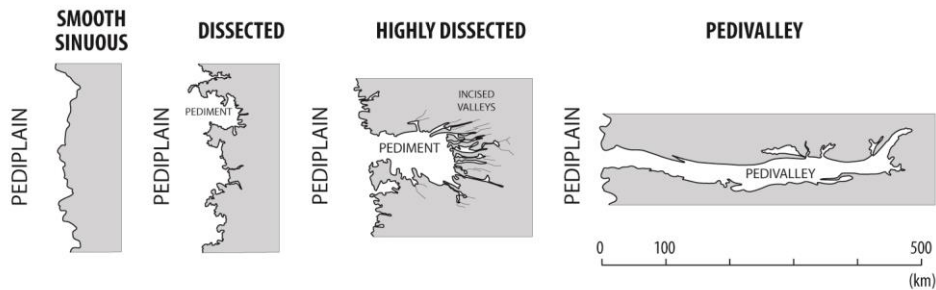 SMOOTH
SINUOUS
DISSECTED
HIGHLY DISSECTED
PEDIVALLEY
PEDIPLAIN
PEDIPLAIN
PEDIMENT
PEDIPLAIN
INCISED
VALLEYS
PEDIMENT
PEDIPLAIN
PEDIVALLEY
0 100 500
(km)